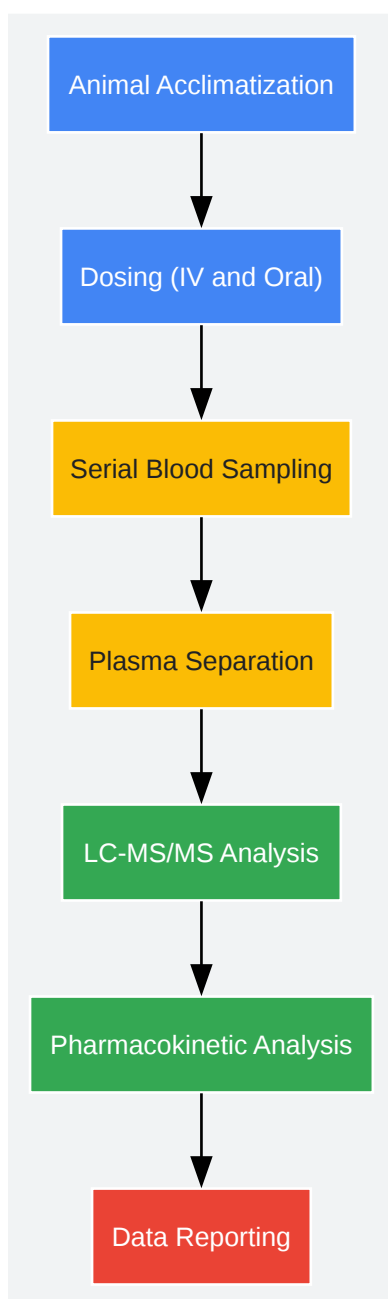 Animal Acclimatization
Dosing (IV and Oral)
Serial Blood Sampling
Plasma Separation
LC-MS/MS Analysis
Pharmacokinetic Analysis
Data Reporting